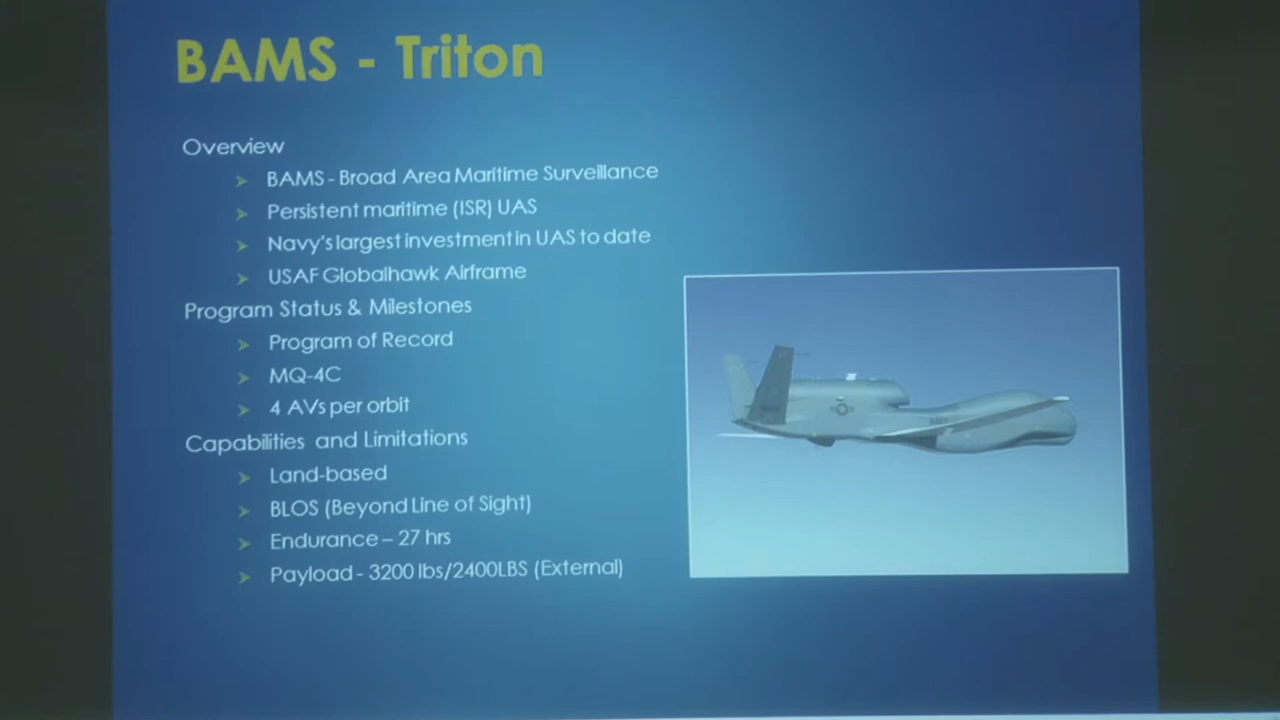 BAMS - Triton
Overview
BAMS - Broad Area Maritime Surveillance
Persistent maritime (ISR) UAS
Navy's largest investment in UAS to date
USAF Globalhawk Airframe
Program Status & Milestones
Program of Record
MQ-4C
4 AVs per orbit
Capabilities and Limitations
Land-based
BLOS (Beyond Line of Sight)
Endurance – 27 hrs
Payload - 3200 lbs/2400LBS (External)